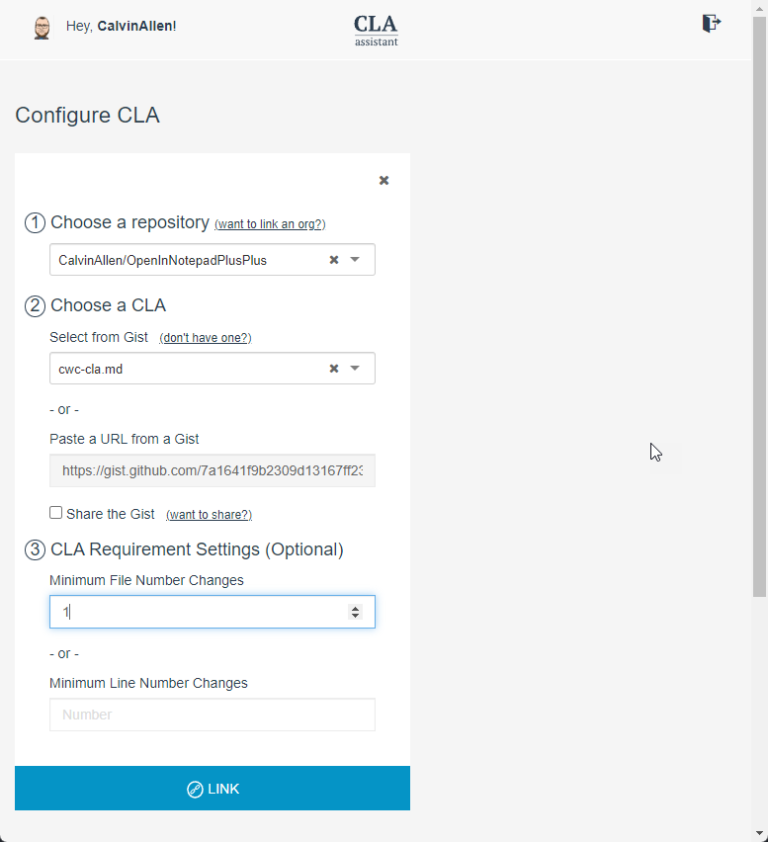 Hey, CalvinAllen!
CLA
assistant
Configure CLA
1 Choose a repository (want to link an org?)
CalvinAllen/OpenInNotepadPlusPlus
2 Choose a CLA
Select from Gist (don't have one?)
cwc-cla.md
- or -
Paste a URL from a Gist
https://gist.github.com/7a1641f9b2309d13167ff23
Share the Gist (want to share?)
3 CLA Requirement Settings (Optional)
Minimum File Number Changes
1
- or -
Minimum Line Number Changes
Number
LINK